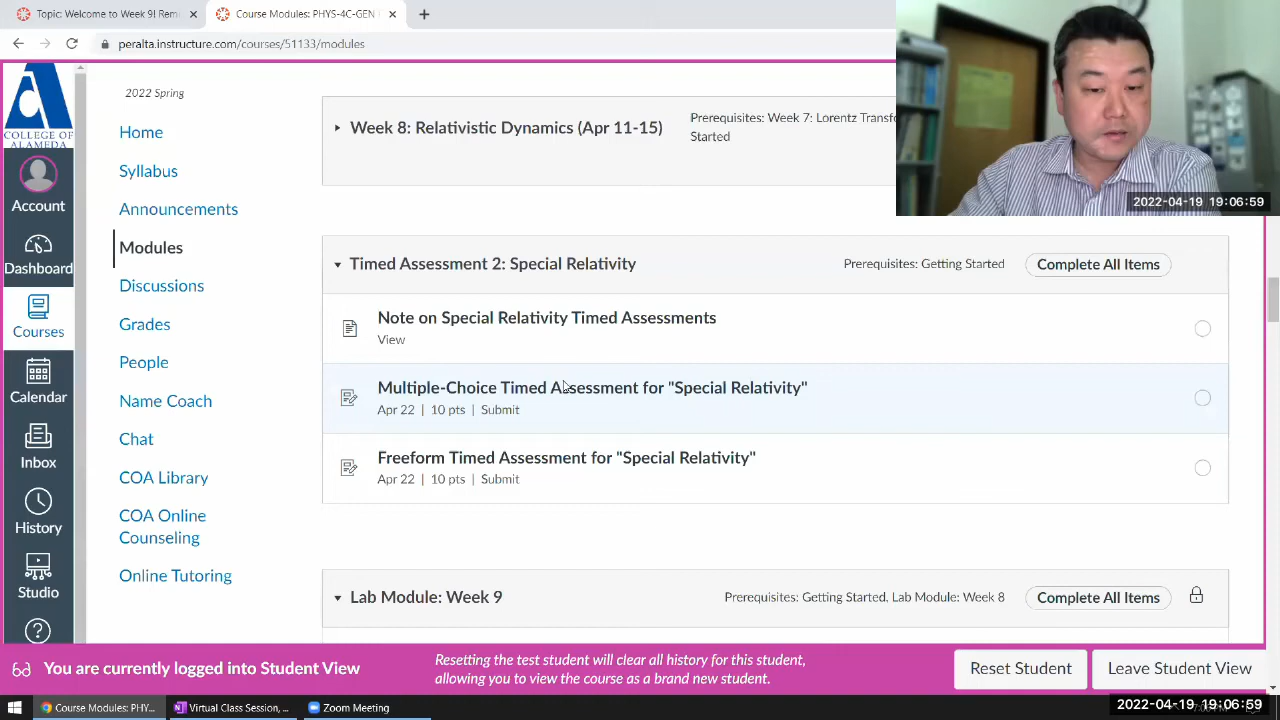 Topic: Welcome to Week 9! Rem
Course Modules: PHYS-4C-GEN
peralta.instructure.com/courses/51133/modules
COLLEGE OF
ALAMEDA
Account
Dashboard
Courses
Calendar
Inbox
History
Studio
2022 Spring
Home
Syllabus
Announcements
Modules
Discussions
Grades
People
Name Coach
Chat
COA Library
COA Online
Counseling
Online Tutoring
Week 8: Relativistic Dynamics (Apr 11-15)
Prerequisites: Week 7: Lorentz Transfo
Started
2022-04-19 19:06:59
Timed Assessment 2: Special Relativity
Prerequisites: Getting Started
Complete All Items
Note on Special Relativity Timed Assessments
View
Multiple-Choice Timed Assessment for "Special Relativity"
Apr 22 | 10 pts | Submit
Freeform Timed Assessment for "Special Relativity"
Apr 22 | 10 pts | Submit
Lab Module: Week 9
Prerequisites: Getting Started, Lab Module: Week 8
Complete All Items
You are currently logged into Student View
Resetting the test student will clear all history for this student,
allowing you to view the course as a brand new student.
Reset Student
Leave Student View
Course Modules: PHY...
Virtual Class Session, ...
Zoom Meeting
2022-04-19 19:06:59